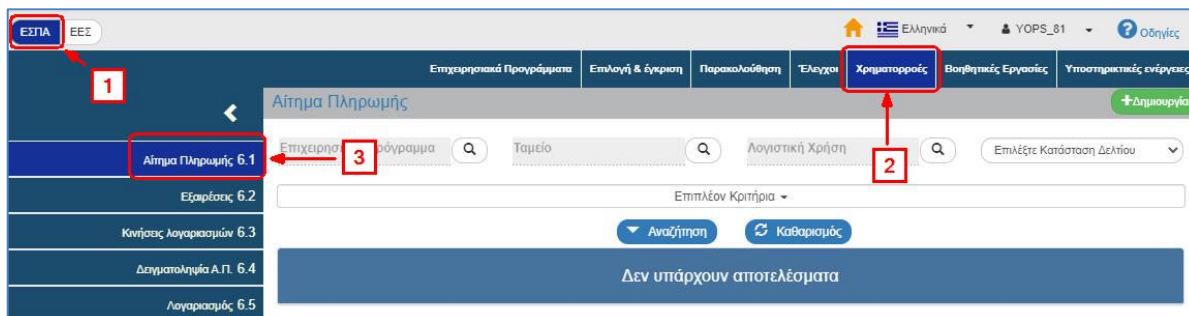 ΕΣΠΑ ΕΕΣ Ελληνικά YOPS_81 Οδηγίες
1
Επιχειρησιακά Προγράμματα Επιλογή & έγκριση Παρακολούθηση Έλεγχοι Χρηματορροές Βοηθητικές Εργασίες Υποστηρικτικές ενέργειες
Αίτημα Πληρωμής +Δημιουργία
Αίτημα Πληρωμής 6.1
3
Ταμείο Λογιστική Χρήση Επιλέξτε Κατάσταση Δελτίου
2
Εξαιρέσεις 6.2
Επιπλέον Κριτήρια
Κινήσεις λογαριασμών 6.3
Αναζήτηση Καθαρισμός
Δειγματοληψία Α.Π. 6.4
Δεν υπάρχουν αποτελέσματα
Λογαριασμός 6.5